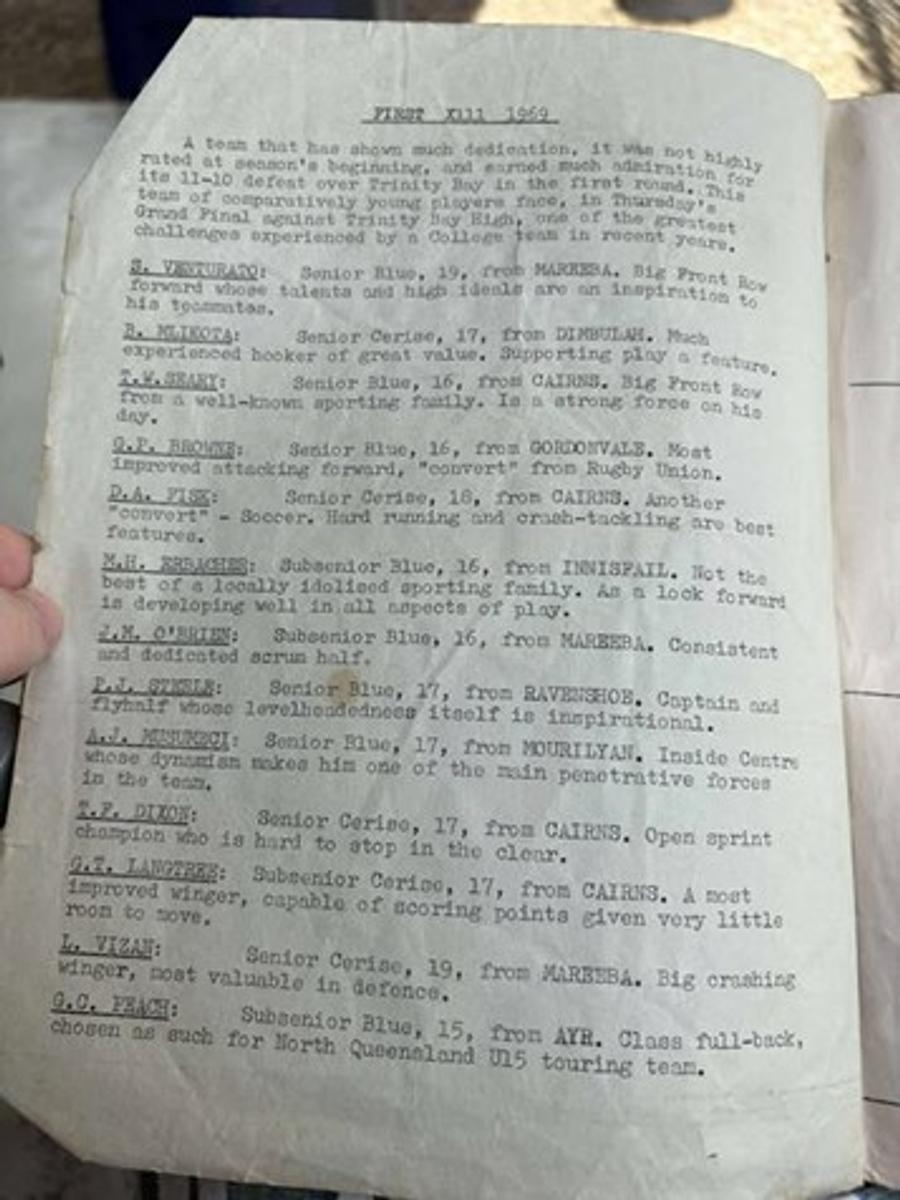 FIRST X111 1969
A team that has shown much dedication, it was not highly
rated at season's beginning, and earned much admiration for
its 11-10 defeat over Trinity Bay in the first round. This
team of comparatively young players face, in Thursday's
Grand Final against Trinity Bay High, one of the greatest
challenges experienced by a College team in recent years.
S. VENTURATO: Senior Blue, 19, from MAREEBA. Big Front Row
forward whose talents and high ideals are an inspiration to
his teammates.
B. MLIKOTA: Senior Cerise, 17, from DIMBULAH. Much
experienced hooker of great value. Supporting play a feature.
T.W.SEARY: Senior Blue, 16, from CAIRNS. Big Front Row
from a well-known sporting family. Is a strong force on his
day.
G.P. BROWNE: Senior Blue, 16, from GORDONVALE. Most
improved attacking forward, "convert" from Rugby Union.
D.A. FISK: Senior Cerise, 18, from CAIRNS. Another
"convert" - Soccer. Hard running and crash-tackling are best
features.
M.H. ERBACHER: Subsenior Blue, 16, from INNISFAIL. Not the
best of a locally idolised sporting family. As a lock forward
is developing well in all aspects of play.
J.M. O'BRIEN: Subsenior Blue, 16, from MAREEBA. Consistent
and dedicated scrum half.
P.J. STEELE: Senior Blue, 17, from RAVENSHOE. Captain and
flyhalf whose levelheadedness itself is inspirational.
A.J. MUSUMECI: Senior Blue, 17, from MOURILYAN. Inside Centre
whose dynamism makes him one of the main penetrative forces
in the team.
T.F. DIXON: Senior Cerise, 17, from CAIRNS. Open sprint
champion who is hard to stop in the clear.
G.T. LANGTREE: Subsenior Cerise, 17, from CAIRNS. A most
improved winger, capable of scoring points given very little
room to move.
L. VIZAN: Senior Cerise, 19, from MAREEBA. Big crashing
winger, most valuable in defence.
G.C. PEACH: Subsenior Blue, 15, from AYR. Class full-back,
chosen as such for North Queensland U15 touring team.